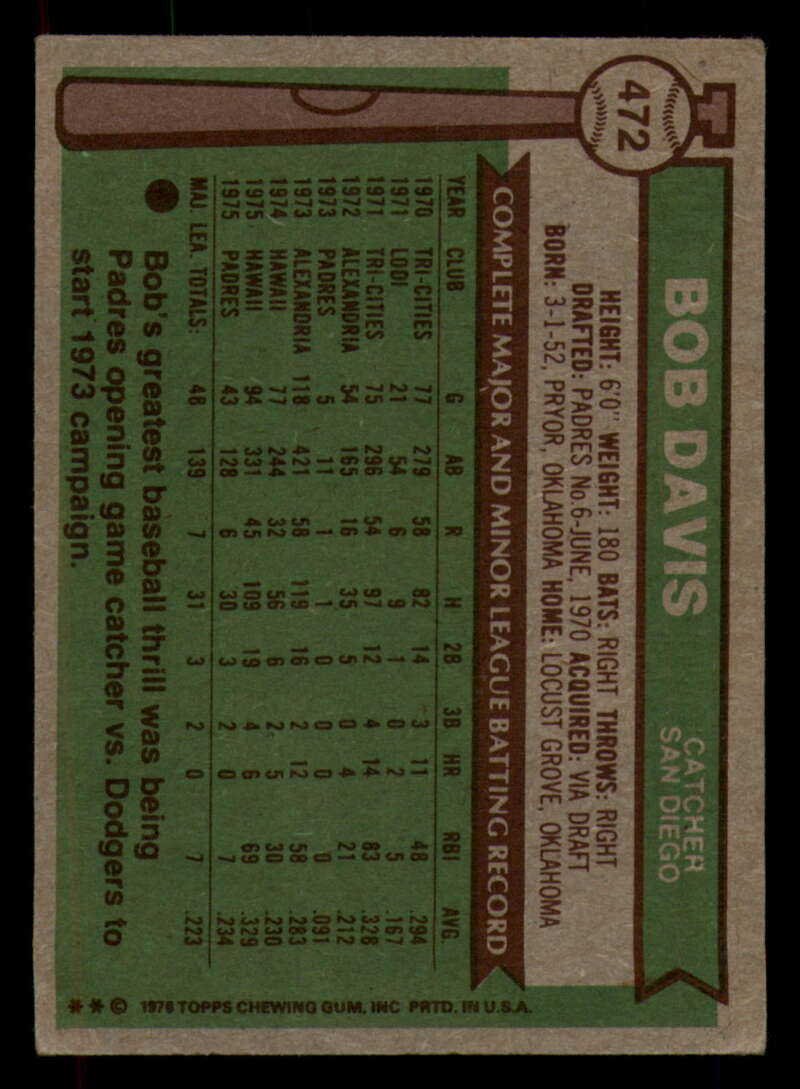 472
BOB DAVIS
CATCHER
SAN DIEGO
HEIGHT: 6'0" WEIGHT: 180 BATS: RIGHT THROWS: RIGHT
DRAFTED: PADRES No.6-JUNE, 1970 ACQUIRED: VIA DRAFT
BORN: 3-1-52, PRYOR, OKLAHOMA HOME: LOCUST GROVE, OKLAHOMA
COMPLETE MAJOR AND MINOR LEAGUE BATTING RECORD
YEAR CLUB G AB R H 2B 3B HR RBI AVG.
1970 TRI-CITIES 77 279 58 82 14 3 11 48 .294
1971 LODI 21 54 6 9 1 0 2 5 .167
1971 TRI-CITIES 75 296 54 97 12 4 14 83 .328
1972 ALEXANDRIA 54 165 16 35 5 0 4 21 .212
1973 PADRES 5 11 1 1 0 0 0 0 .091
1973 ALEXANDRIA 118 421 58 119 16 2 12 58 .283
1974 HAWAII 77 244 32 56 6 2 5 30 .230
1975 HAWAII 94 331 45 109 19 4 6 69 .329
1975 PADRES 43 128 6 30 3 2 0 7 .234
MAJ. LEA. TOTALS: 48 139 7 31 3 2 0 7 .223
Bob's greatest baseball thrill was being
Padres opening game catcher vs. Dodgers to
start 1973 campaign.
** © 1976 TOPPS CHEWING GUM, INC PRTD. IN U.S.A.